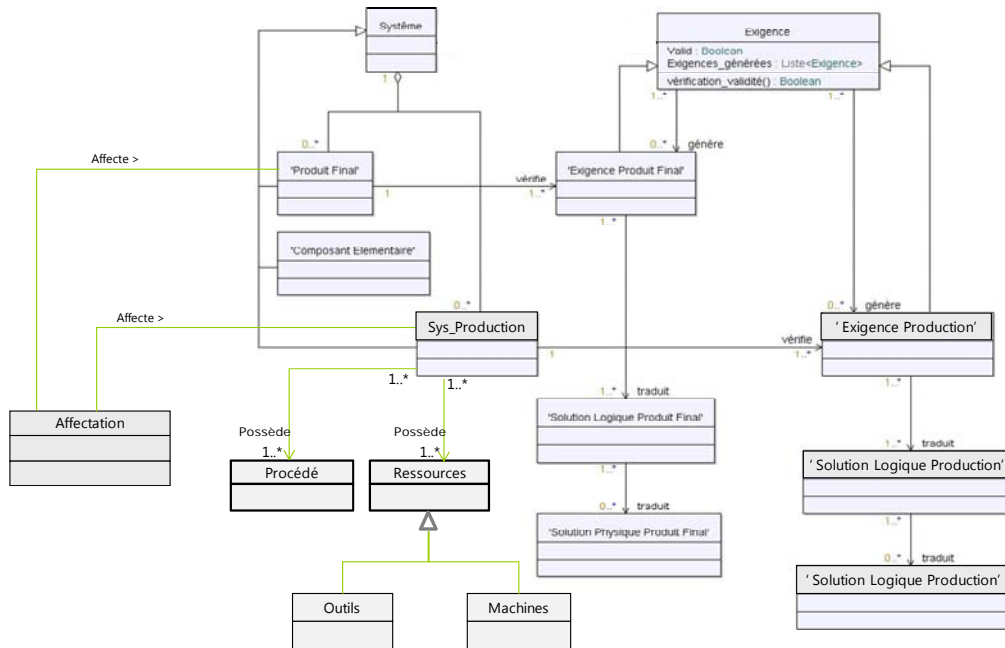 Système
Exigence
Valid : Boolean
Exigences_générées : Liste<Exigence>
vérification_validité() : Boolean
1
1..*
1..*
0..*
0..*
génère
Affecte >
'Produit Final'
vérifie
'Exigence Produit Final'
1
1..*
1..*
'Composant Elementaire'
0..*
0..*
génère
Affecte >
Sys_Production
' Exigence Production'
vérifie
1
1..*
1..*
1..*
1..*
1..*
traduit
Affectation
'Solution Logique Produit Final'
Possède
Possède
1..*
traduit
1..*
1..*
Procédé
Ressources
1..*
' Solution Logique Production'
0..*
traduit
1..*
'Solution Physique Produit Final'
0..*
traduit
' Solution Logique Production'
Outils
Machines